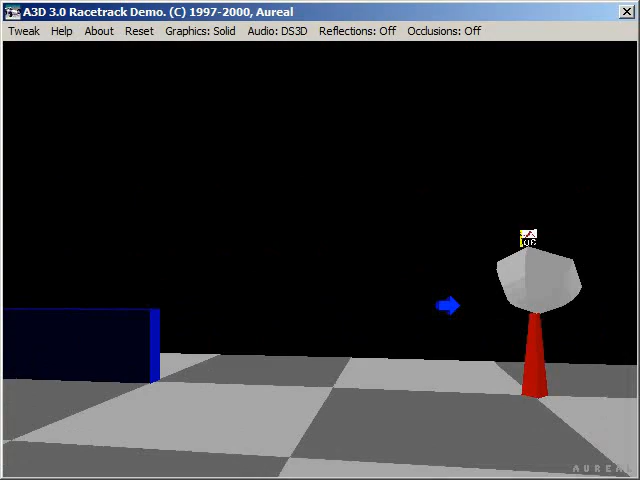 A3D 3.0 Racetrack Demo. (C) 1997-2000, Aureal
Tweak Help About Reset Graphics: Solid Audio: DS3D Reflections: Off Occlusions: Off
AUREAL